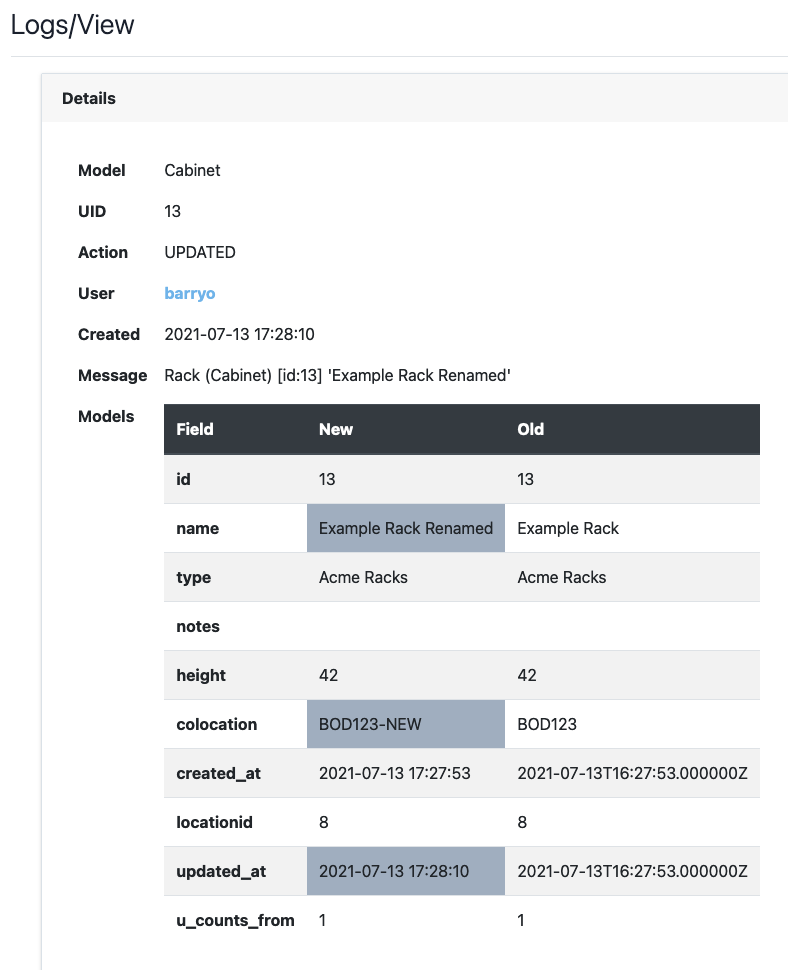 Logs/View
Details
Model Cabinet
UID 13
Action UPDATED
User barryo
Created 2021-07-13 17:28:10
Message Rack (Cabinet) [id:13] 'Example Rack Renamed'
Models
Field New Old
id 13 13
name Example Rack Renamed Example Rack
type Acme Racks Acme Racks
notes
height 42 42
colocation BOD123-NEW BOD123
created_at 2021-07-13 17:27:53 2021-07-13T16:27:53.000000Z
locationid 8 8
updated_at 2021-07-13 17:28:10 2021-07-13T16:27:53.000000Z
u_counts_from 1 1